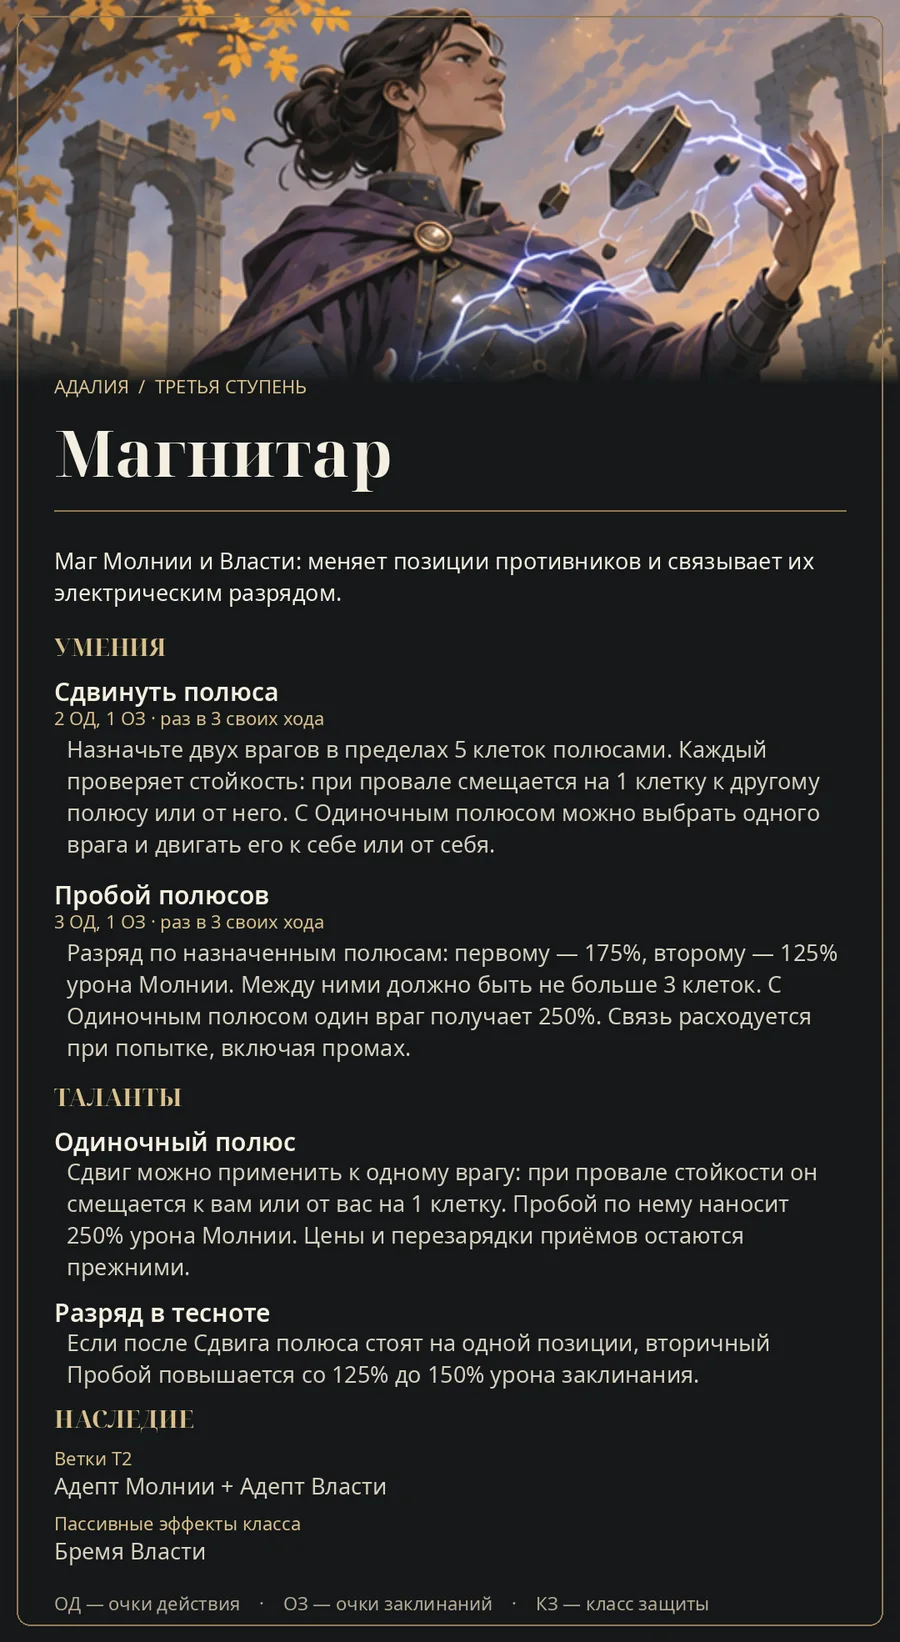 АДАЛИЯ / ТРЕТЬЯ СТУПЕНЬ
Магнитар
Маг Молнии и Власти: меняет позиции противников и связывает их
электрическим разрядом.
УМЕНИЯ
Сдвинуть полюса
2 ОД, 1 ОЗ · раз в 3 своих хода
Назначьте двух врагов в пределах 5 клеток полюсами. Каждый
проверяет стойкость: при провале смещается на 1 клетку к другому
полюсу или от него. С Одиночным полюсом можно выбрать одного
врага и двигать его к себе или от себя.
Пробой полюсов
3 ОД, 1 ОЗ · раз в 3 своих хода
Разряд по назначенным полюсам: первому — 175%, второму — 125%
урона Молнии. Между ними должно быть не больше 3 клеток. С
Одиночным полюсом один враг получает 250%. Связь расходуется
при попытке, включая промах.
ТАЛАНТЫ
Одиночный полюс
Сдвиг можно применить к одному врагу: при провале стойкости он
смещается к вам или от вас на 1 клетку. Пробой по нему наносит
250% урона Молнии. Цены и перезарядки приёмов остаются
прежними.
Разряд в тесноте
Если после Сдвига полюса стоят на одной позиции, вторичный
Пробой повышается со 125% до 150% урона заклинания.
НАСЛЕДИЕ
Ветки Т2
Адепт Молнии + Адепт Власти
Пассивные эффекты класса
Бремя Власти
ОД — очки действия · ОЗ — очки заклинаний · КЗ — класс защиты